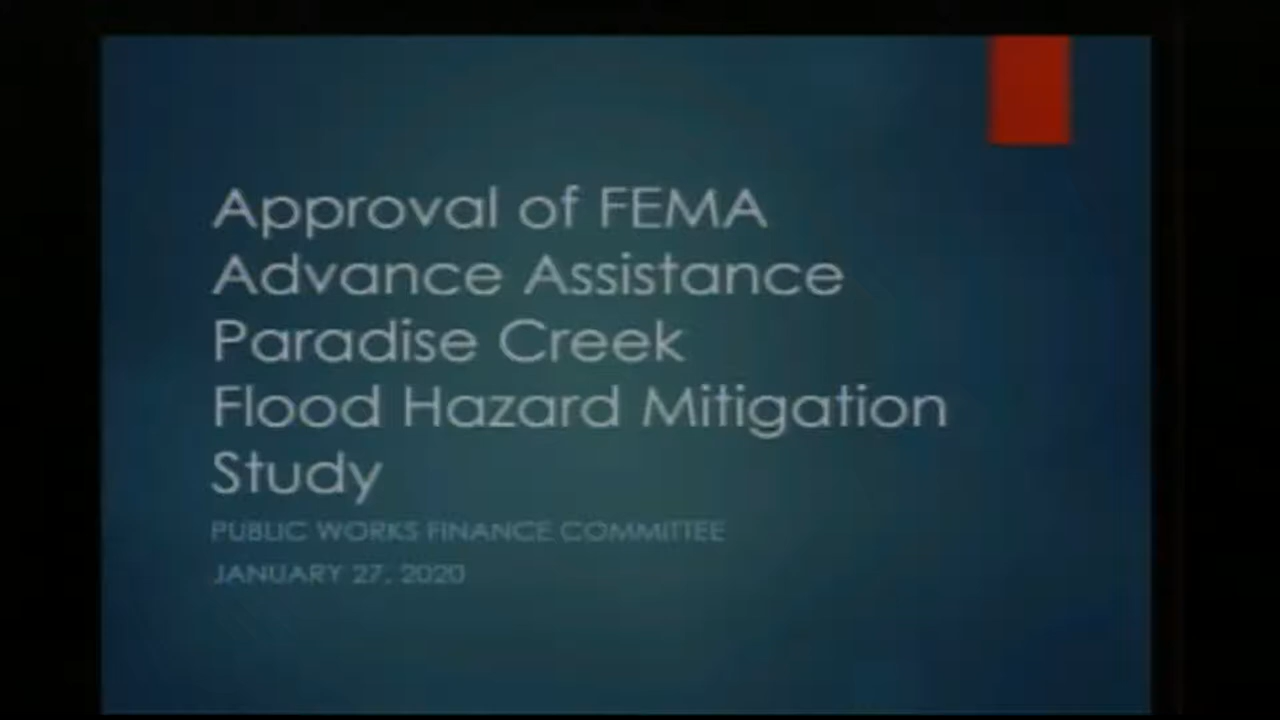 Approval of FEMA
Advance Assistance
Paradise Creek
Flood Hazard Mitigation
Study
PUBLIC WORKS FINANCE COMMITTEE
JANUARY 27, 2020